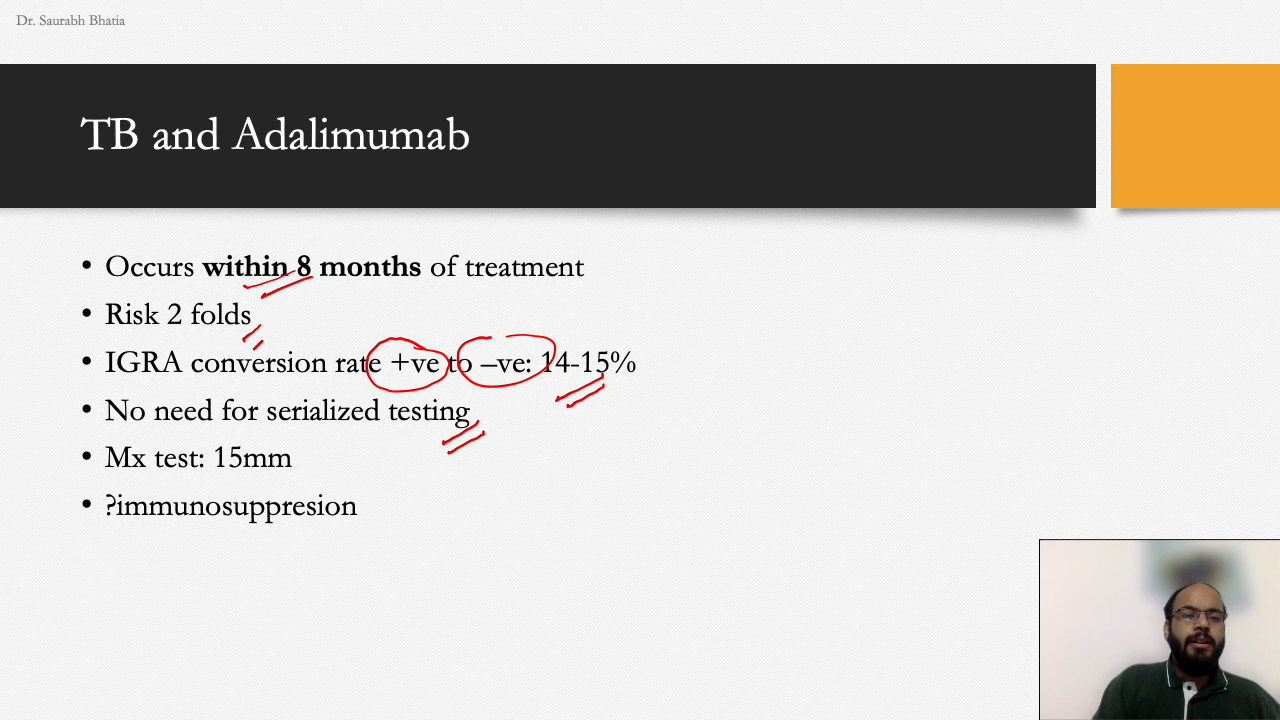 Dr. Saurabh Bhatia
TB and Adalimumab
• Occurs within 8 months of treatment
• Risk 2 folds
• IGRA conversion rate +ve to –ve: 14-15%
• No need for serialized testing
• Mx test: 15mm
• ?immunosuppresion